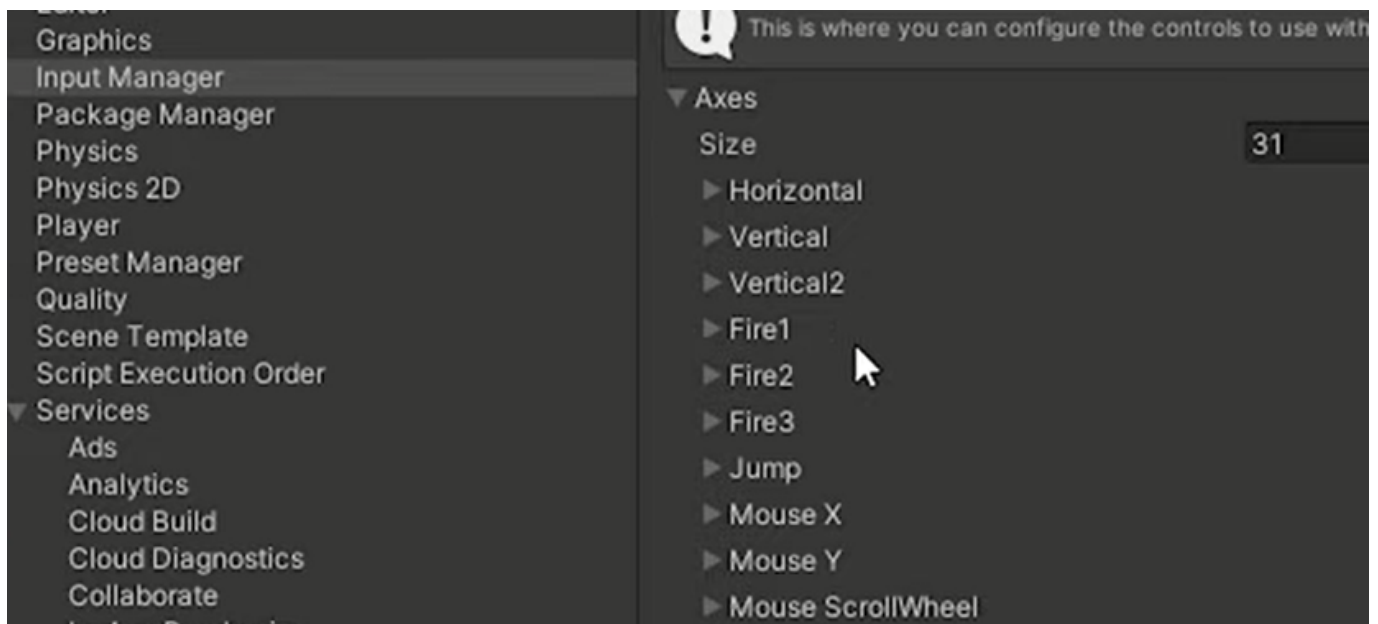 Graphics
Input Manager
Package Manager
Physics
Physics 2D
Player
Preset Manager
Quality
Scene Template
Script Execution Order
Services
Ads
Analytics
Cloud Build
Cloud Diagnostics
Collaborate
This is where you can configure the controls to use with
Axes
Size 31
Horizontal
Vertical
Vertical2
Fire1
Fire2
Fire3
Jump
Mouse X
Mouse Y
Mouse ScrollWheel